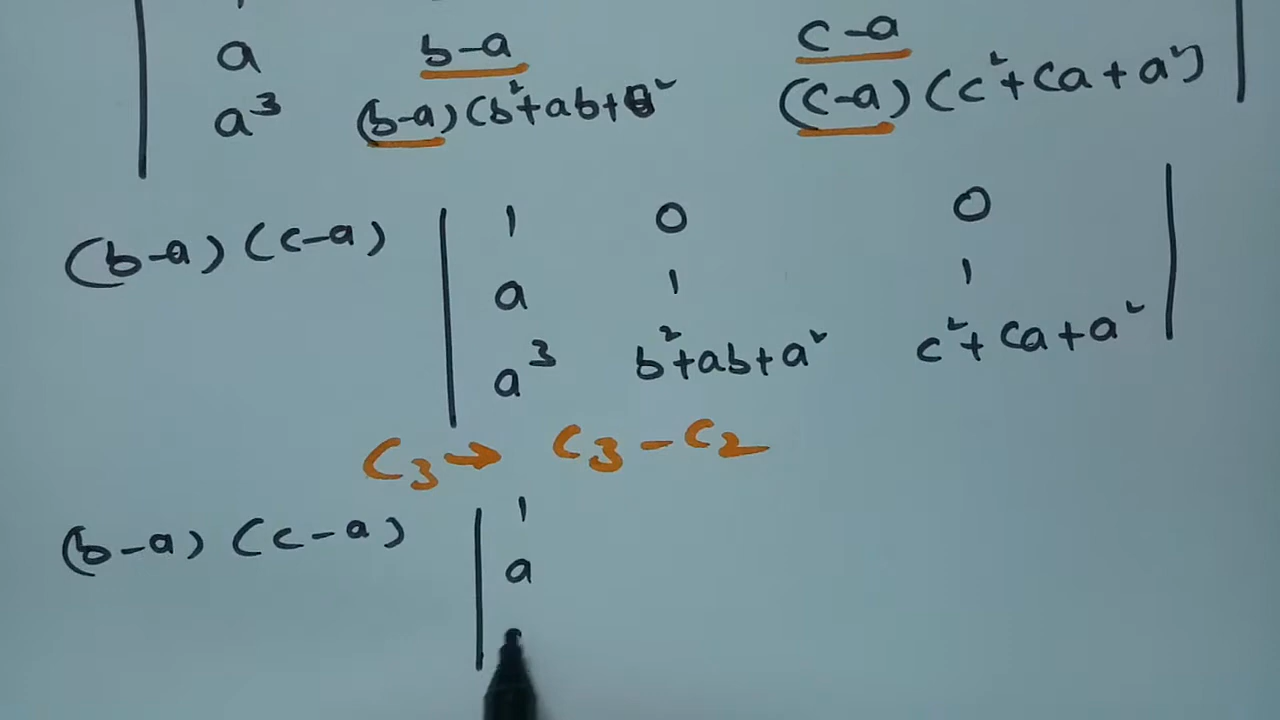 a b-a c-a
a³ (b-a)(b²+ab+a² (c-a)(c²+ca+a²)
(b-a)(c-a) | 1 0 0 |
a 1 1
a³ b²+ab+a² c²+ca+a²
C₃→ C₃-C₂
(b-a)(c-a) | 1
a